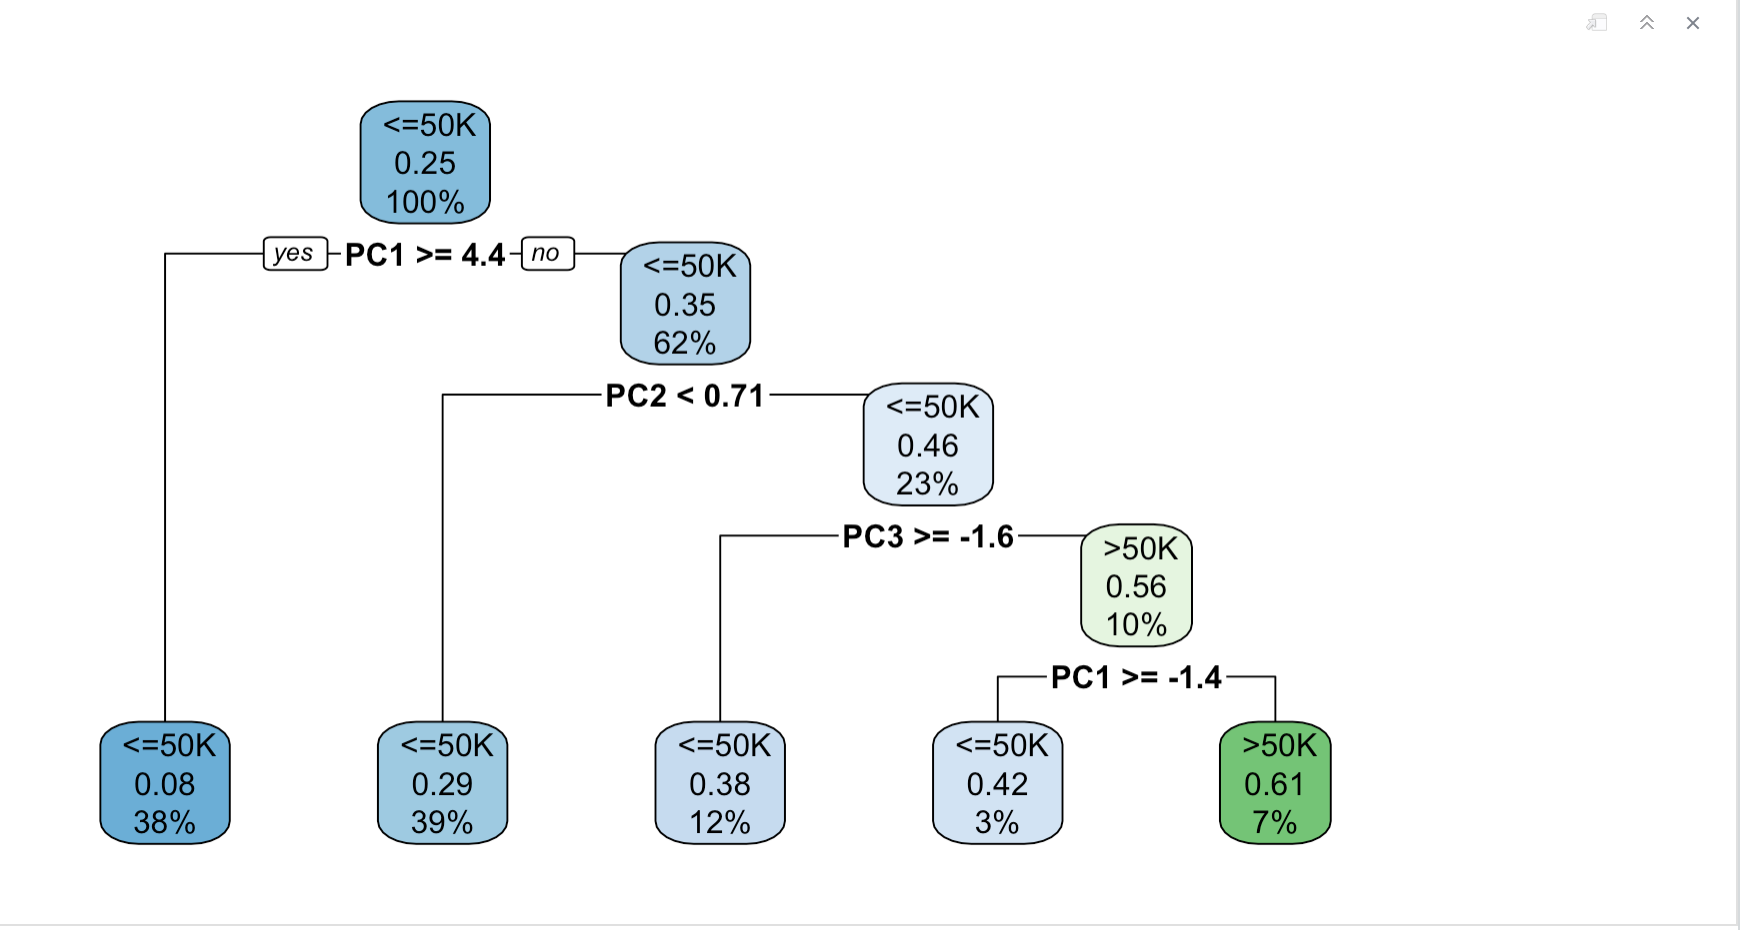 <=50K
0.25
100%
yes PC1 >= 4.4 no
<=50K
0.35
62%
PC2 < 0.71
<=50K
0.46
23%
PC3 >= -1.6
>50K
0.56
10%
PC1 >= -1.4
<=50K
0.08
38%
<=50K
0.29
39%
<=50K
0.38
12%
<=50K
0.42
3%
>50K
0.61
7%